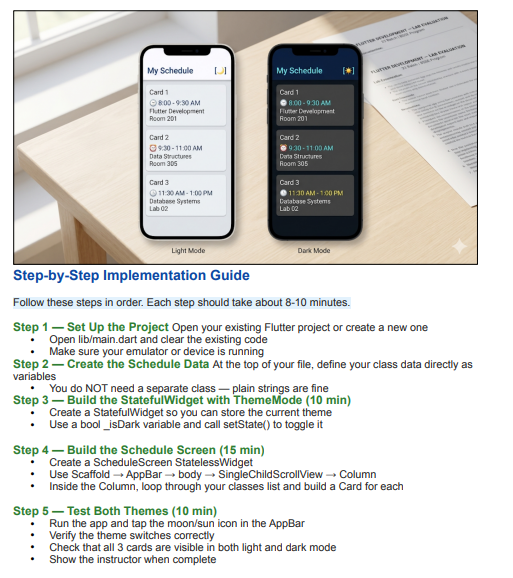 FLUTTER DEVELOPMENT — LAB EVALUATION
FLUTTER DEVELOPMENT — LAB EVALUATION
My Schedule [🌙]
Card 1
🕗 8:00 - 9:30 AM
Flutter Development
Room 201
Card 2
⏰ 9:30 - 11:00 AM
Data Structures
Room 305
Card 3
🕦 11:30 AM - 1:00 PM
Database Systems
Lab 02
Light Mode
My Schedule [☀]
Card 1
🕗 8:00 - 9:30 AM
Flutter Development
Room 201
Card 2
⏰ 9:30 - 11:00 AM
Data Structures
Room 305
Card 3
🕦 11:30 AM - 1:00 PM
Database Systems
Lab 02
Dark Mode
Step-by-Step Implementation Guide
Follow these steps in order. Each step should take about 8-10 minutes.
Step 1 — Set Up the Project Open your existing Flutter project or create a new one
• Open lib/main.dart and clear the existing code
• Make sure your emulator or device is running
Step 2 — Create the Schedule Data At the top of your file, define your class data directly as
variables
• You do NOT need a separate class — plain strings are fine
Step 3 — Build the StatefulWidget with ThemeMode (10 min)
• Create a StatefulWidget so you can store the current theme
• Use a bool _isDark variable and call setState() to toggle it
Step 4 — Build the Schedule Screen (15 min)
• Create a ScheduleScreen StatelessWidget
• Use Scaffold → AppBar → body → SingleChildScrollView → Column
• Inside the Column, loop through your classes list and build a Card for each
Step 5 — Test Both Themes (10 min)
• Run the app and tap the moon/sun icon in the AppBar
• Verify the theme switches correctly
• Check that all 3 cards are visible in both light and dark mode
• Show the instructor when complete